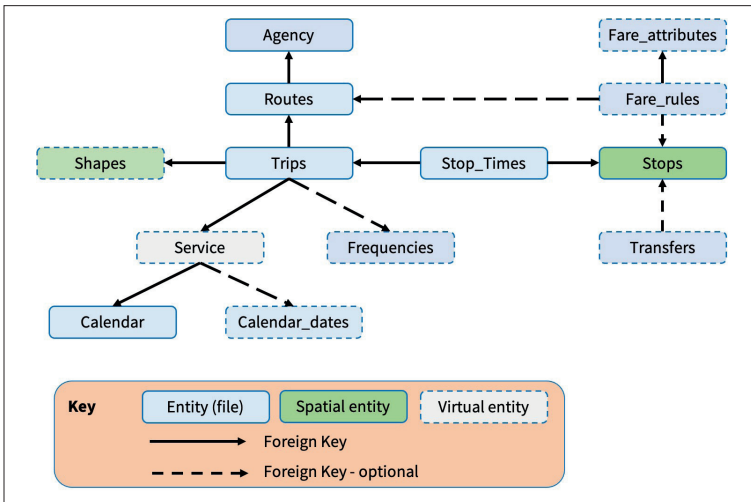 Agency
Fare_attributes
Routes
Fare_rules
Shapes
Trips
Stop_Times
Stops
Service
Frequencies
Transfers
Calendar
Calendar_dates
Key
Entity (file)
Spatial entity
Virtual entity
Foreign Key
Foreign Key - optional